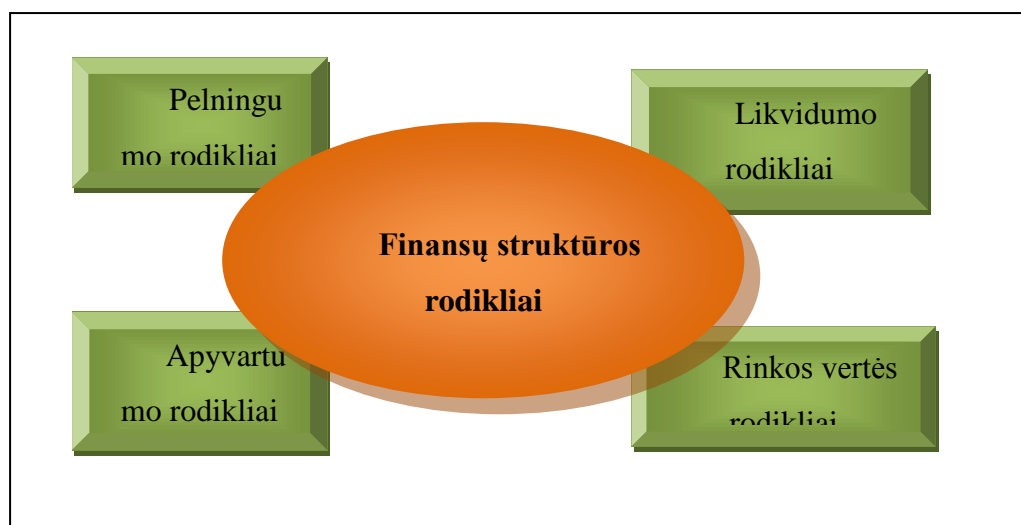 Pelningu
mo rodikliai
Likvidumo
rodikliai
Finansų struktūros
rodikliai
Apyvartu
mo rodikliai
Rinkos vertės
rodikliai